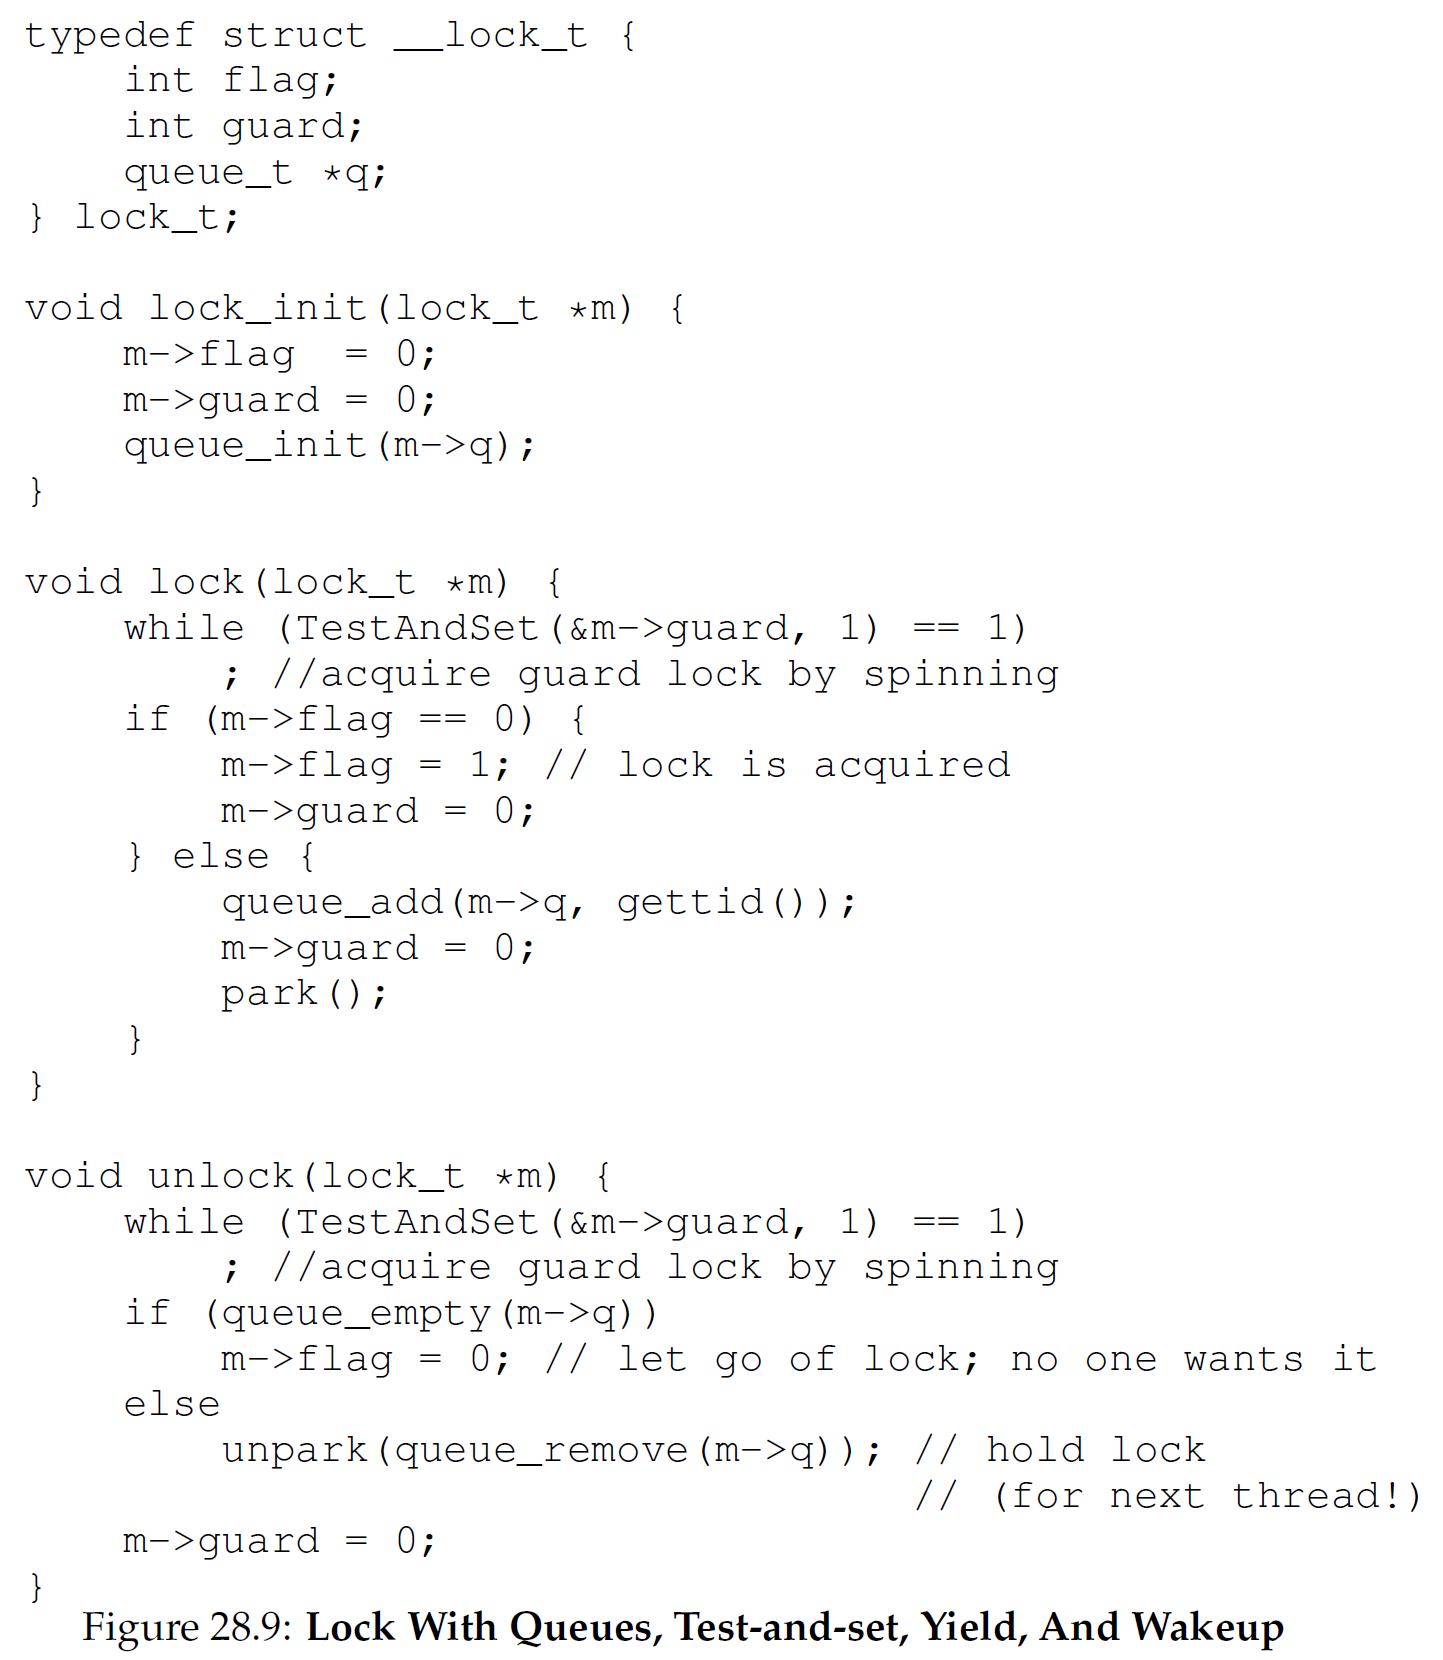 typedef struct __lock_t {
    int flag;
    int guard;
    queue_t *q;
} lock_t;

void lock_init(lock_t *m) {
    m->flag  = 0;
    m->guard = 0;
    queue_init(m->q);
}

void lock(lock_t *m) {
    while (TestAndSet(&m->guard, 1) == 1)
        ; //acquire guard lock by spinning
    if (m->flag == 0) {
        m->flag = 1; // lock is acquired
        m->guard = 0;
    } else {
        queue_add(m->q, gettid());
        m->guard = 0;
        park();
    }
}

void unlock(lock_t *m) {
    while (TestAndSet(&m->guard, 1) == 1)
        ; //acquire guard lock by spinning
    if (queue_empty(m->q))
        m->flag = 0; // let go of lock; no one wants it
    else
        unpark(queue_remove(m->q)); // hold lock
                                    // (for next thread!)
    m->guard = 0;
}
Figure 28.9: Lock With Queues, Test-and-set, Yield, And Wakeup